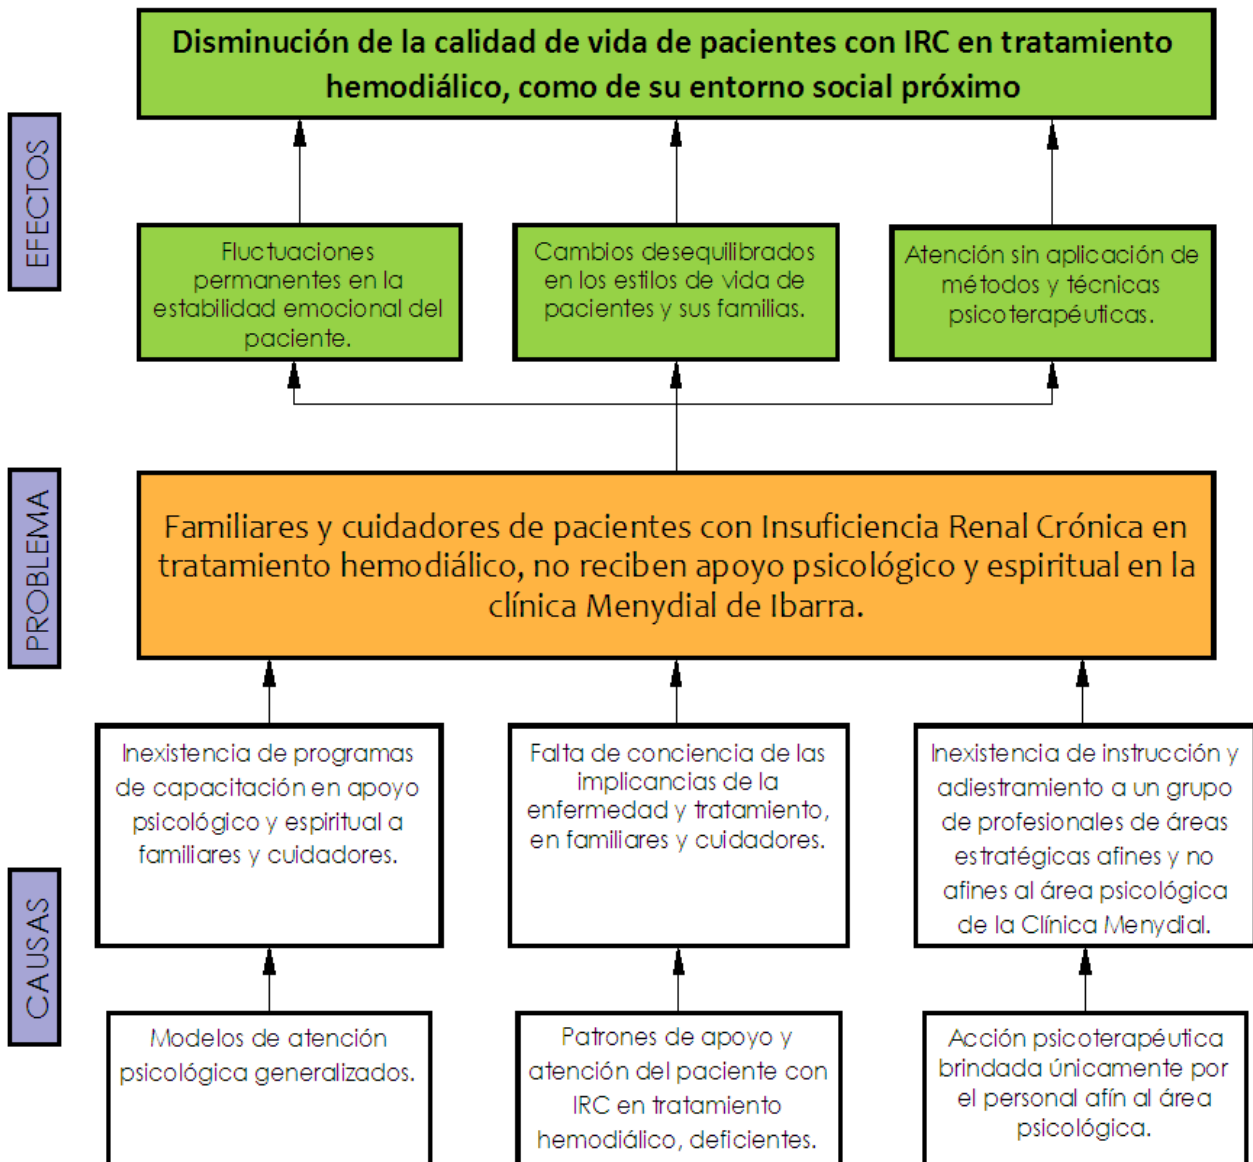 Disminución de la calidad de vida de pacientes con IRC en tratamiento
hemodiálico, como de su entorno social próximo
EFECTOS
Fluctuaciones
permanentes en la
estabilidad emocional del
paciente.
Cambios desequilibrados
en los estilos de vida de
pacientes y sus familias.
Atención sin aplicación de
métodos y técnicas
psicoterapéuticas.
PROBLEMA
Familiares y cuidadores de pacientes con Insuficiencia Renal Crónica en
tratamiento hemodiálico, no reciben apoyo psicológico y espiritual en la
clínica Menydial de Ibarra.
CAUSAS
Inexistencia de programas
de capacitación en apoyo
psicológico y espiritual a
familiares y cuidadores.
Falta de conciencia de las
implicancias de la
enfermedad y tratamiento,
en familiares y cuidadores.
Inexistencia de instrucción y
adiestramiento a un grupo
de profesionales de áreas
estratégicas afines y no
afines al área psicológica
de la Clínica Menydial.
Modelos de atención
psicológica generalizados.
Patrones de apoyo y
atención del paciente con
IRC en tratamiento
hemodiálico, deficientes.
Acción psicoterapéutica
brindada únicamente por
el personal afín al área
psicológica.